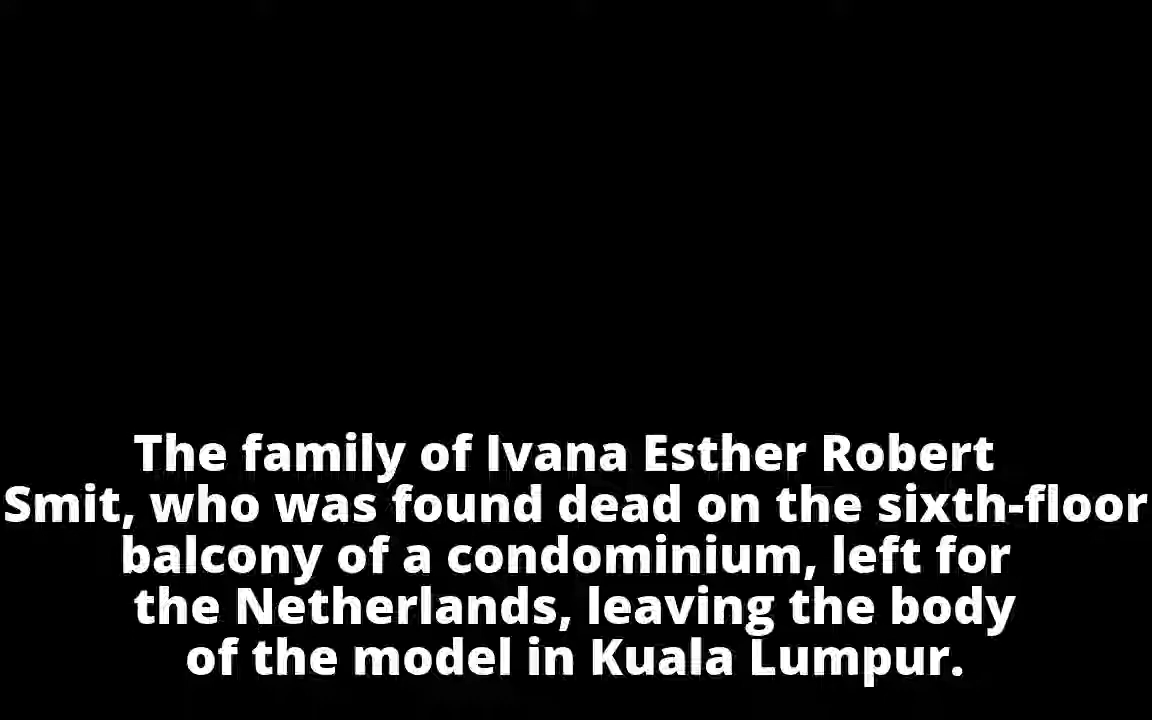 The family of Ivana Esther Robert
Smit, who was found dead on the sixth-floor
balcony of a condominium, left for
the Netherlands, leaving the body
of the model in Kuala Lumpur.